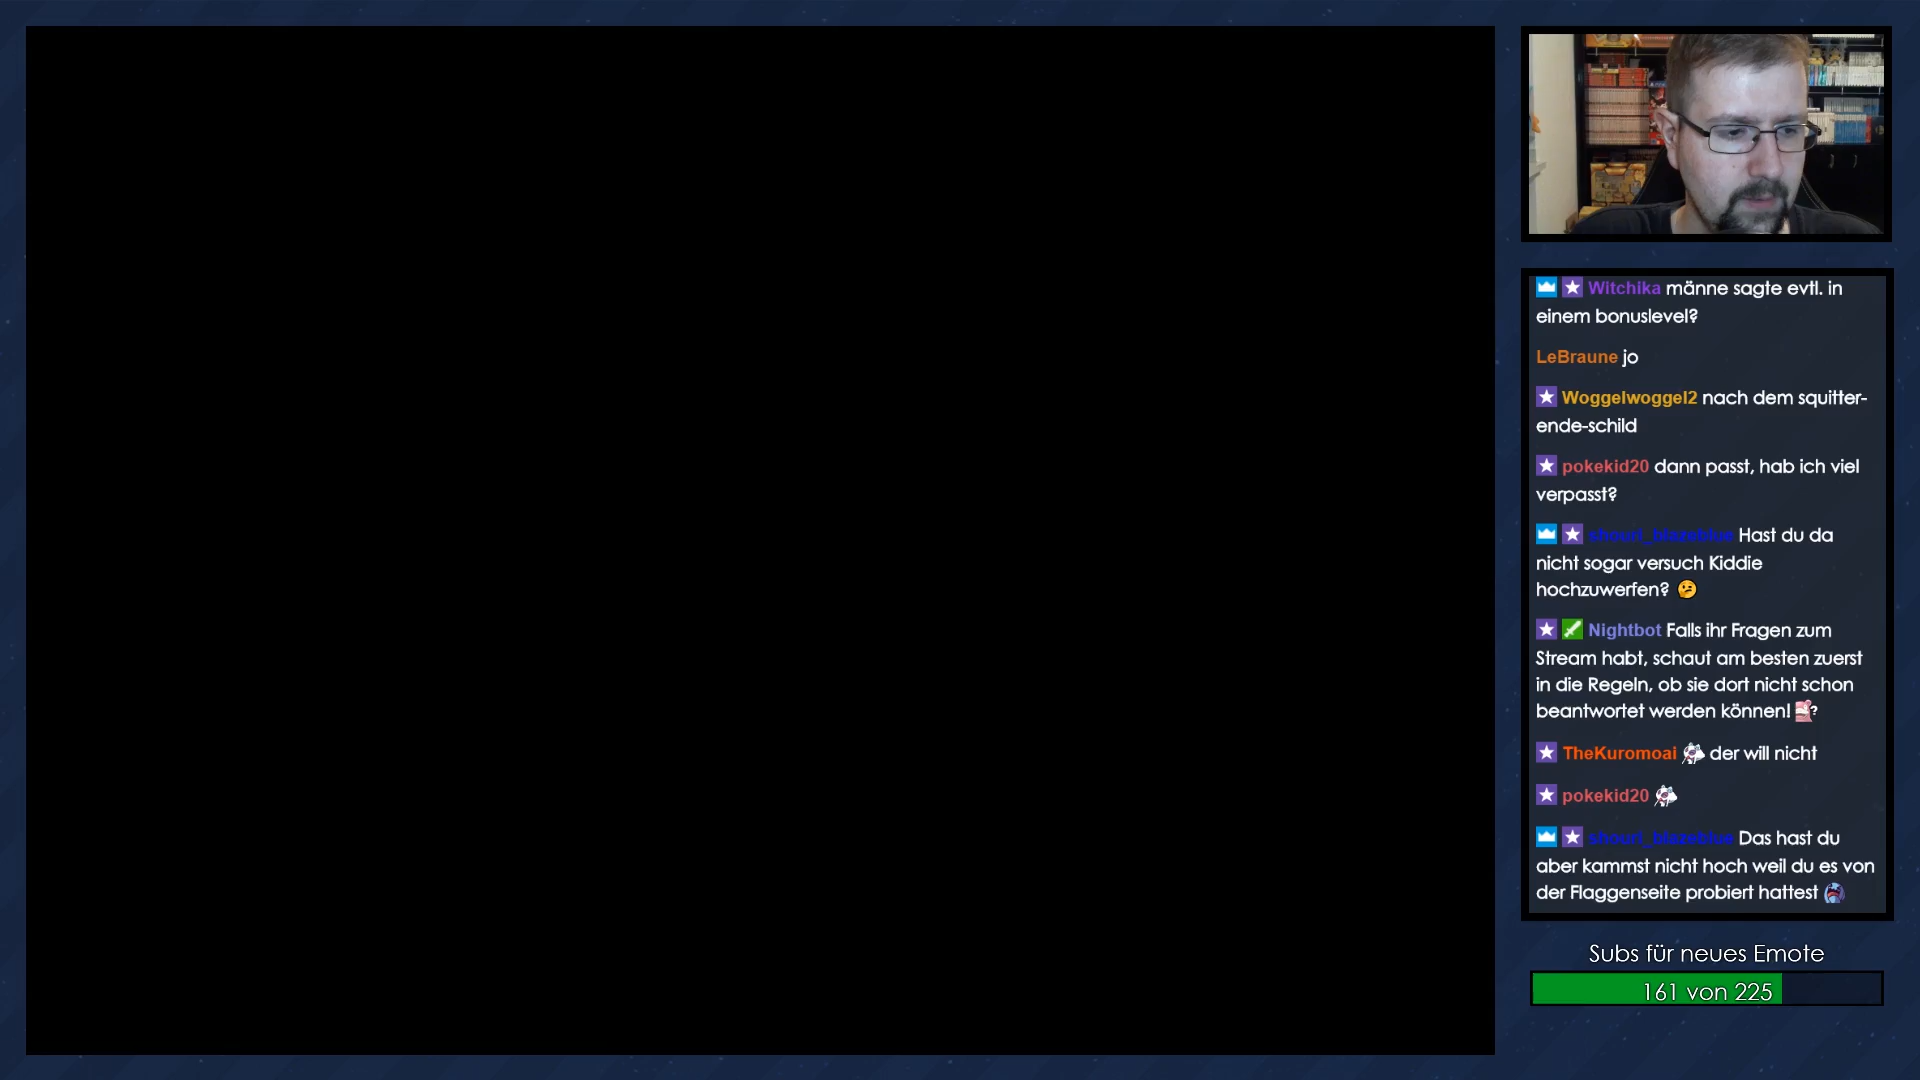 Witchika männe sagte evtl. in
einem bonuslevel?
LeBraune jo
Woggelwoggel2 nach dem squitter-
ende-schild
pokekid20 dann passt, hab ich viel
verpasst?
shouri_blazeblue Hast du da
nicht sogar versuch Kiddie
hochzuwerfen?
Nightbot Falls ihr Fragen zum
Stream habt, schaut am besten zuerst
in die Regeln, ob sie dort nicht schon
beantwortet werden können!
TheKuromoai der will nicht
pokekid20
shouri_blazeblue Das hast du
aber kammst nicht hoch weil du es von
der Flaggenseite probiert hattest
Subs für neues Emote
161 von 225